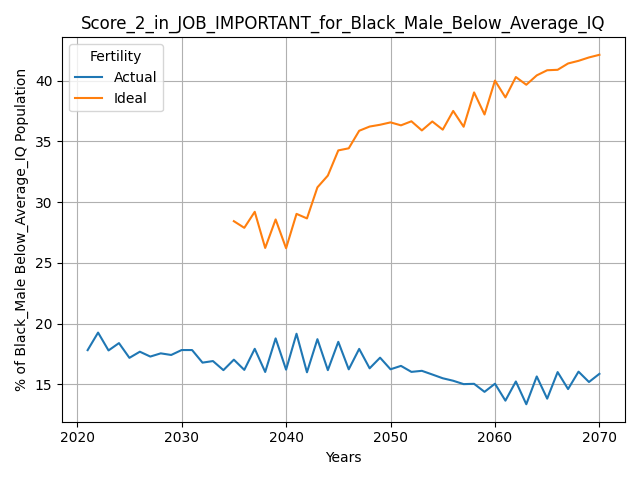 Score_2_in_JOB_IMPORTANT_for_Black_Male_Below_Average_IQ
Fertility
Actual
Ideal
% of Black_Male Below_Average_IQ Population
40
35
30
25
20
15
2020
2030
2040
2050
2060
2070
Years